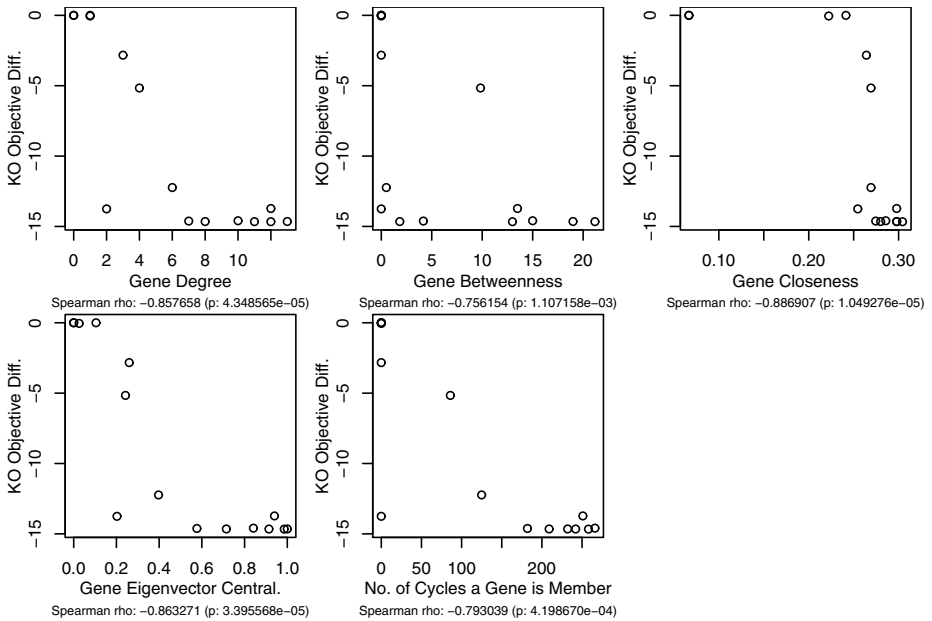 KO Objective Diff.
0
−5
−10
−15
0 2 4 6 8 10
Gene Degree
Spearman rho: −0.857658 (p: 4.348565e−05)
KO Objective Diff.
0
−5
−10
−15
0 5 10 15 20
Gene Betweenness
Spearman rho: −0.756154 (p: 1.107158e−03)
KO Objective Diff.
0
−5
−10
−15
0.10 0.20 0.30
Gene Closeness
Spearman rho: −0.886907 (p: 1.049276e−05)
KO Objective Diff.
0
−5
−10
−15
0.0 0.2 0.4 0.6 0.8 1.0
Gene Eigenvector Central.
Spearman rho: −0.863271 (p: 3.395568e−05)
KO Objective Diff.
0
−5
−10
−15
0 50 100 200
No. of Cycles a Gene is Member
Spearman rho: −0.793039 (p: 4.198670e−04)